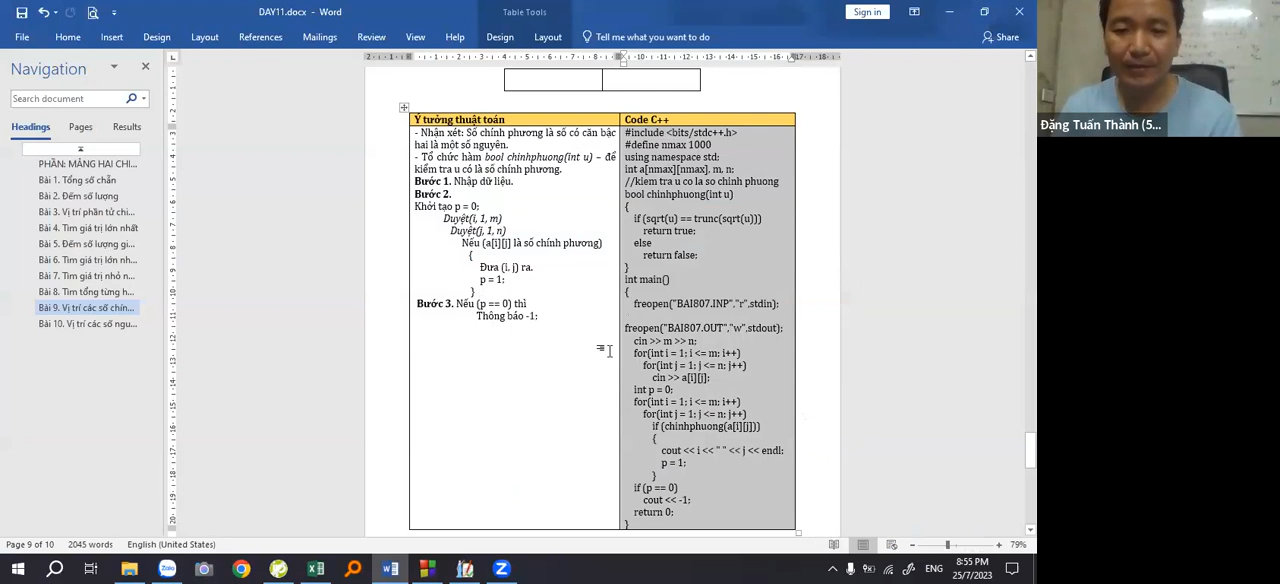 DAY11.docx - Word
Table Tools
Sign in
File
Home
Insert
Design
Layout
References
Mailings
Review
View
Help
Design
Layout
Tell me what you want to do
Share
Navigation
Search document
Headings
Pages
Results
PHẦN: MẢNG HAI CHI...
Bài 1. Tổng số chẵn
Bài 2. Đếm số lượng
Bài 3. Vị trí phần tử chi...
Bài 4. Tìm giá trị lớn nhất
Bài 5. Đếm số lượng gi...
Bài 6. Tìm giá trị lớn nh...
Bài 7. Tìm giá trị nhỏ n...
Bài 8. Tìm tổng từng h...
Bài 9. Vị trí các số chín...
Bài 10. Vị trí các số ngu...
Ý tưởng thuật toán
- Nhận xét: Số chính phương là số có căn bậc
hai là một số nguyên.
- Tổ chức hàm bool chinhphuong(int u) – để
kiểm tra u có là số chính phương.
Bước 1. Nhập dữ liệu.
Bước 2.
Khởi tạo p = 0;
Duyệt(i, 1, m)
Duyệt(j, 1, n)
Nếu (a[i][j] là số chính phương)
{
Đưa (i, j) ra.
p = 1;
}
Bước 3. Nếu (p == 0) thì
Thông báo -1;
Code C++
#include <bits/stdc++.h>
#define nmax 1000
using namespace std;
int a[nmax][nmax], m, n;
//kiem tra u co la so chinh phuong
bool chinhphuong(int u)
{
if (sqrt(u) == trunc(sqrt(u)))
return true;
else
return false;
}
int main()
{
freopen("BAI807.INP","r",stdin);
freopen("BAI807.OUT","w",stdout);
cin >> m >> n;
for(int i = 1; i <= m; i++)
for(int j = 1; j <= n; j++)
cin >> a[i][j];
int p = 0;
for(int i = 1; i <= m; i++)
for(int j = 1; j <= n; j++)
if (chinhphuong(a[i][j]))
{
cout << i << " " << j << endl;
p = 1;
}
if (p == 0)
cout << -1;
return 0;
}
Đặng Tuấn Thành (5...
Page 9 of 10
2045 words
English (United States)
79%
Zalo
ENG
8:55 PM
25/7/2023